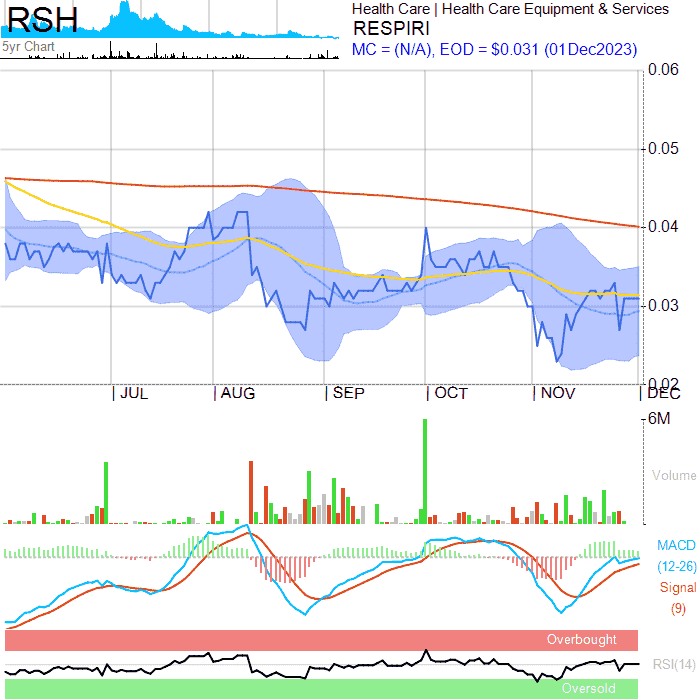 RSH
5yr Chart
Health Care | Health Care Equipment & Services
RESPIRI
MC = (N/A), EOD = $0.031 (01Dec2023)
0.06
0.05
0.04
0.03
0.02
JUL
AUG
SEP
OCT
NOV
DEC
6M
Volume
MACD
(12-26)
Signal
(9)
Overbought
RSI(14)
Oversold